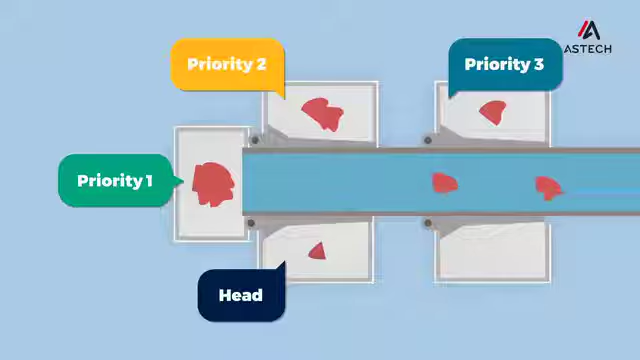 Priority 2
Priority 3
ASTECH
Priority 1
Head